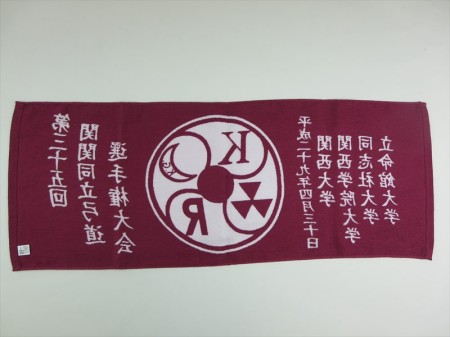 第三十五回
関関同立弓道
選手権大会
K
R
平成二十九年四月三十日
関西大学
関西学院大学
同志社大学
立命館大学